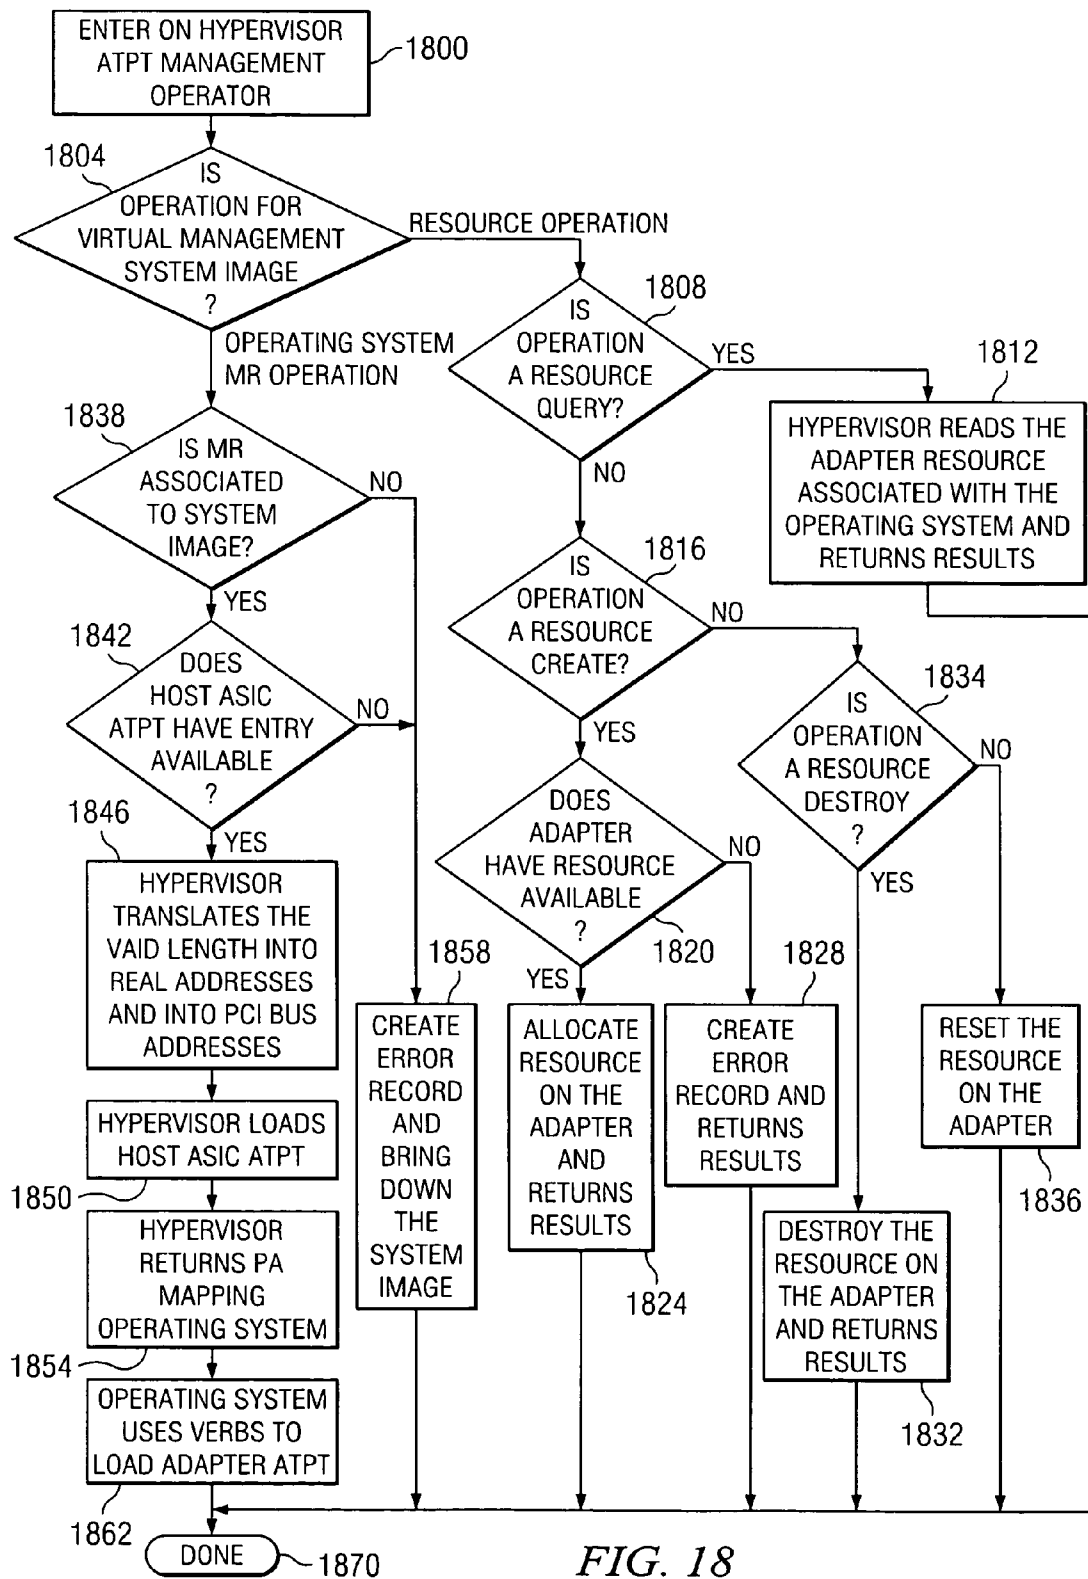 ENTER ON HYPERVISOR
ATPT MANAGEMENT
OPERATOR
1800
1804
IS
OPERATION FOR
VIRTUAL MANAGEMENT
SYSTEM IMAGE
?
RESOURCE OPERATION
OPERATING SYSTEM
MR OPERATION
1808
IS
OPERATION
A RESOURCE
QUERY?
YES
NO
1812
HYPERVISOR READS THE
ADAPTER RESOURCE
ASSOCIATED WITH THE
OPERATING SYSTEM AND
RETURNS RESULTS
1838
IS MR
ASSOCIATED
TO SYSTEM
IMAGE?
NO
YES
1816
IS
OPERATION
A RESOURCE
CREATE?
NO
YES
1842
DOES
HOST ASIC
ATPT HAVE ENTRY
AVAILABLE
?
NO
YES
1834
IS
OPERATION
A RESOURCE
DESTROY
?
NO
YES
DOES
ADAPTER
HAVE RESOURCE
AVAILABLE
?
NO
1820
YES
1846
HYPERVISOR
TRANSLATES THE
VAID LENGTH INTO
REAL ADDRESSES
AND INTO PCI BUS
ADDRESSES
1858
CREATE
ERROR
RECORD
AND
BRING
DOWN
THE
SYSTEM
IMAGE
ALLOCATE
RESOURCE
ON THE
ADAPTER
AND
RETURNS
RESULTS
1824
1828
CREATE
ERROR
RECORD AND
RETURNS
RESULTS
RESET THE
RESOURCE
ON THE
ADAPTER
1836
HYPERVISOR LOADS
HOST ASIC ATPT
1850
HYPERVISOR
RETURNS PA
MAPPING
OPERATING SYSTEM
1854
DESTROY THE
RESOURCE ON
THE ADAPTER
AND RETURNS
RESULTS
1832
OPERATING SYSTEM
USES VERBS TO
LOAD ADAPTER ATPT
1862
DONE
1870
FIG. 18